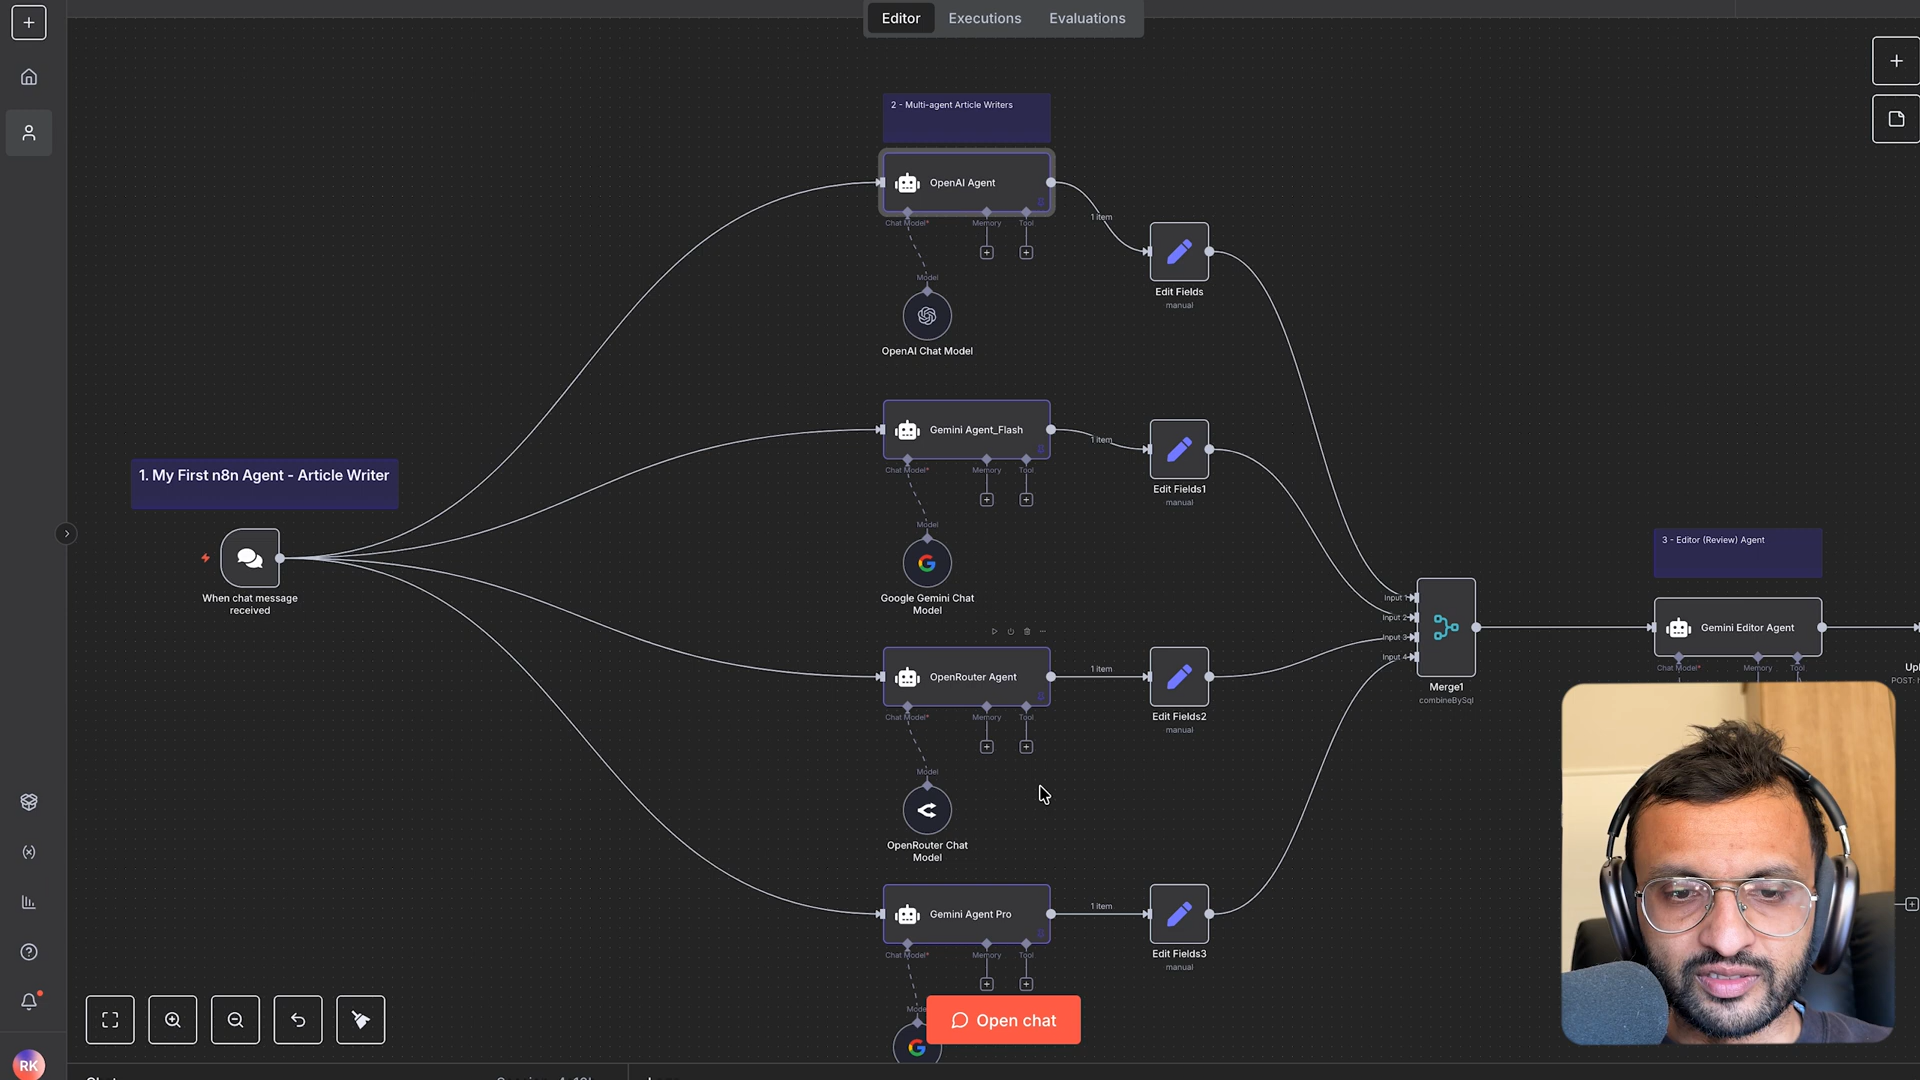 Editor
Executions
Evaluations
2 - Multi-agent Article Writers
OpenAI Agent
Chat Model*
Memory
Tool
1 item
Edit Fields
manual
Model
OpenAI Chat Model
Gemini Agent_Flash
Chat Model*
Memory
Tool
1 item
Edit Fields1
manual
Model
Google Gemini Chat
Model
1. My First n8n Agent - Article Writer
When chat message
received
OpenRouter Agent
Chat Model*
Memory
Tool
1 item
Edit Fields2
manual
Model
OpenRouter Chat
Model
Gemini Agent Pro
Chat Model*
Memory
Tool
1 item
Edit Fields3
manual
Input 1
Input 2
Input 3
Input 4
Merge1
combineBySql
3 - Editor (Review) Agent
Gemini Editor Agent
Chat Model*
Memory
Tool
POST:
Open chat
RK